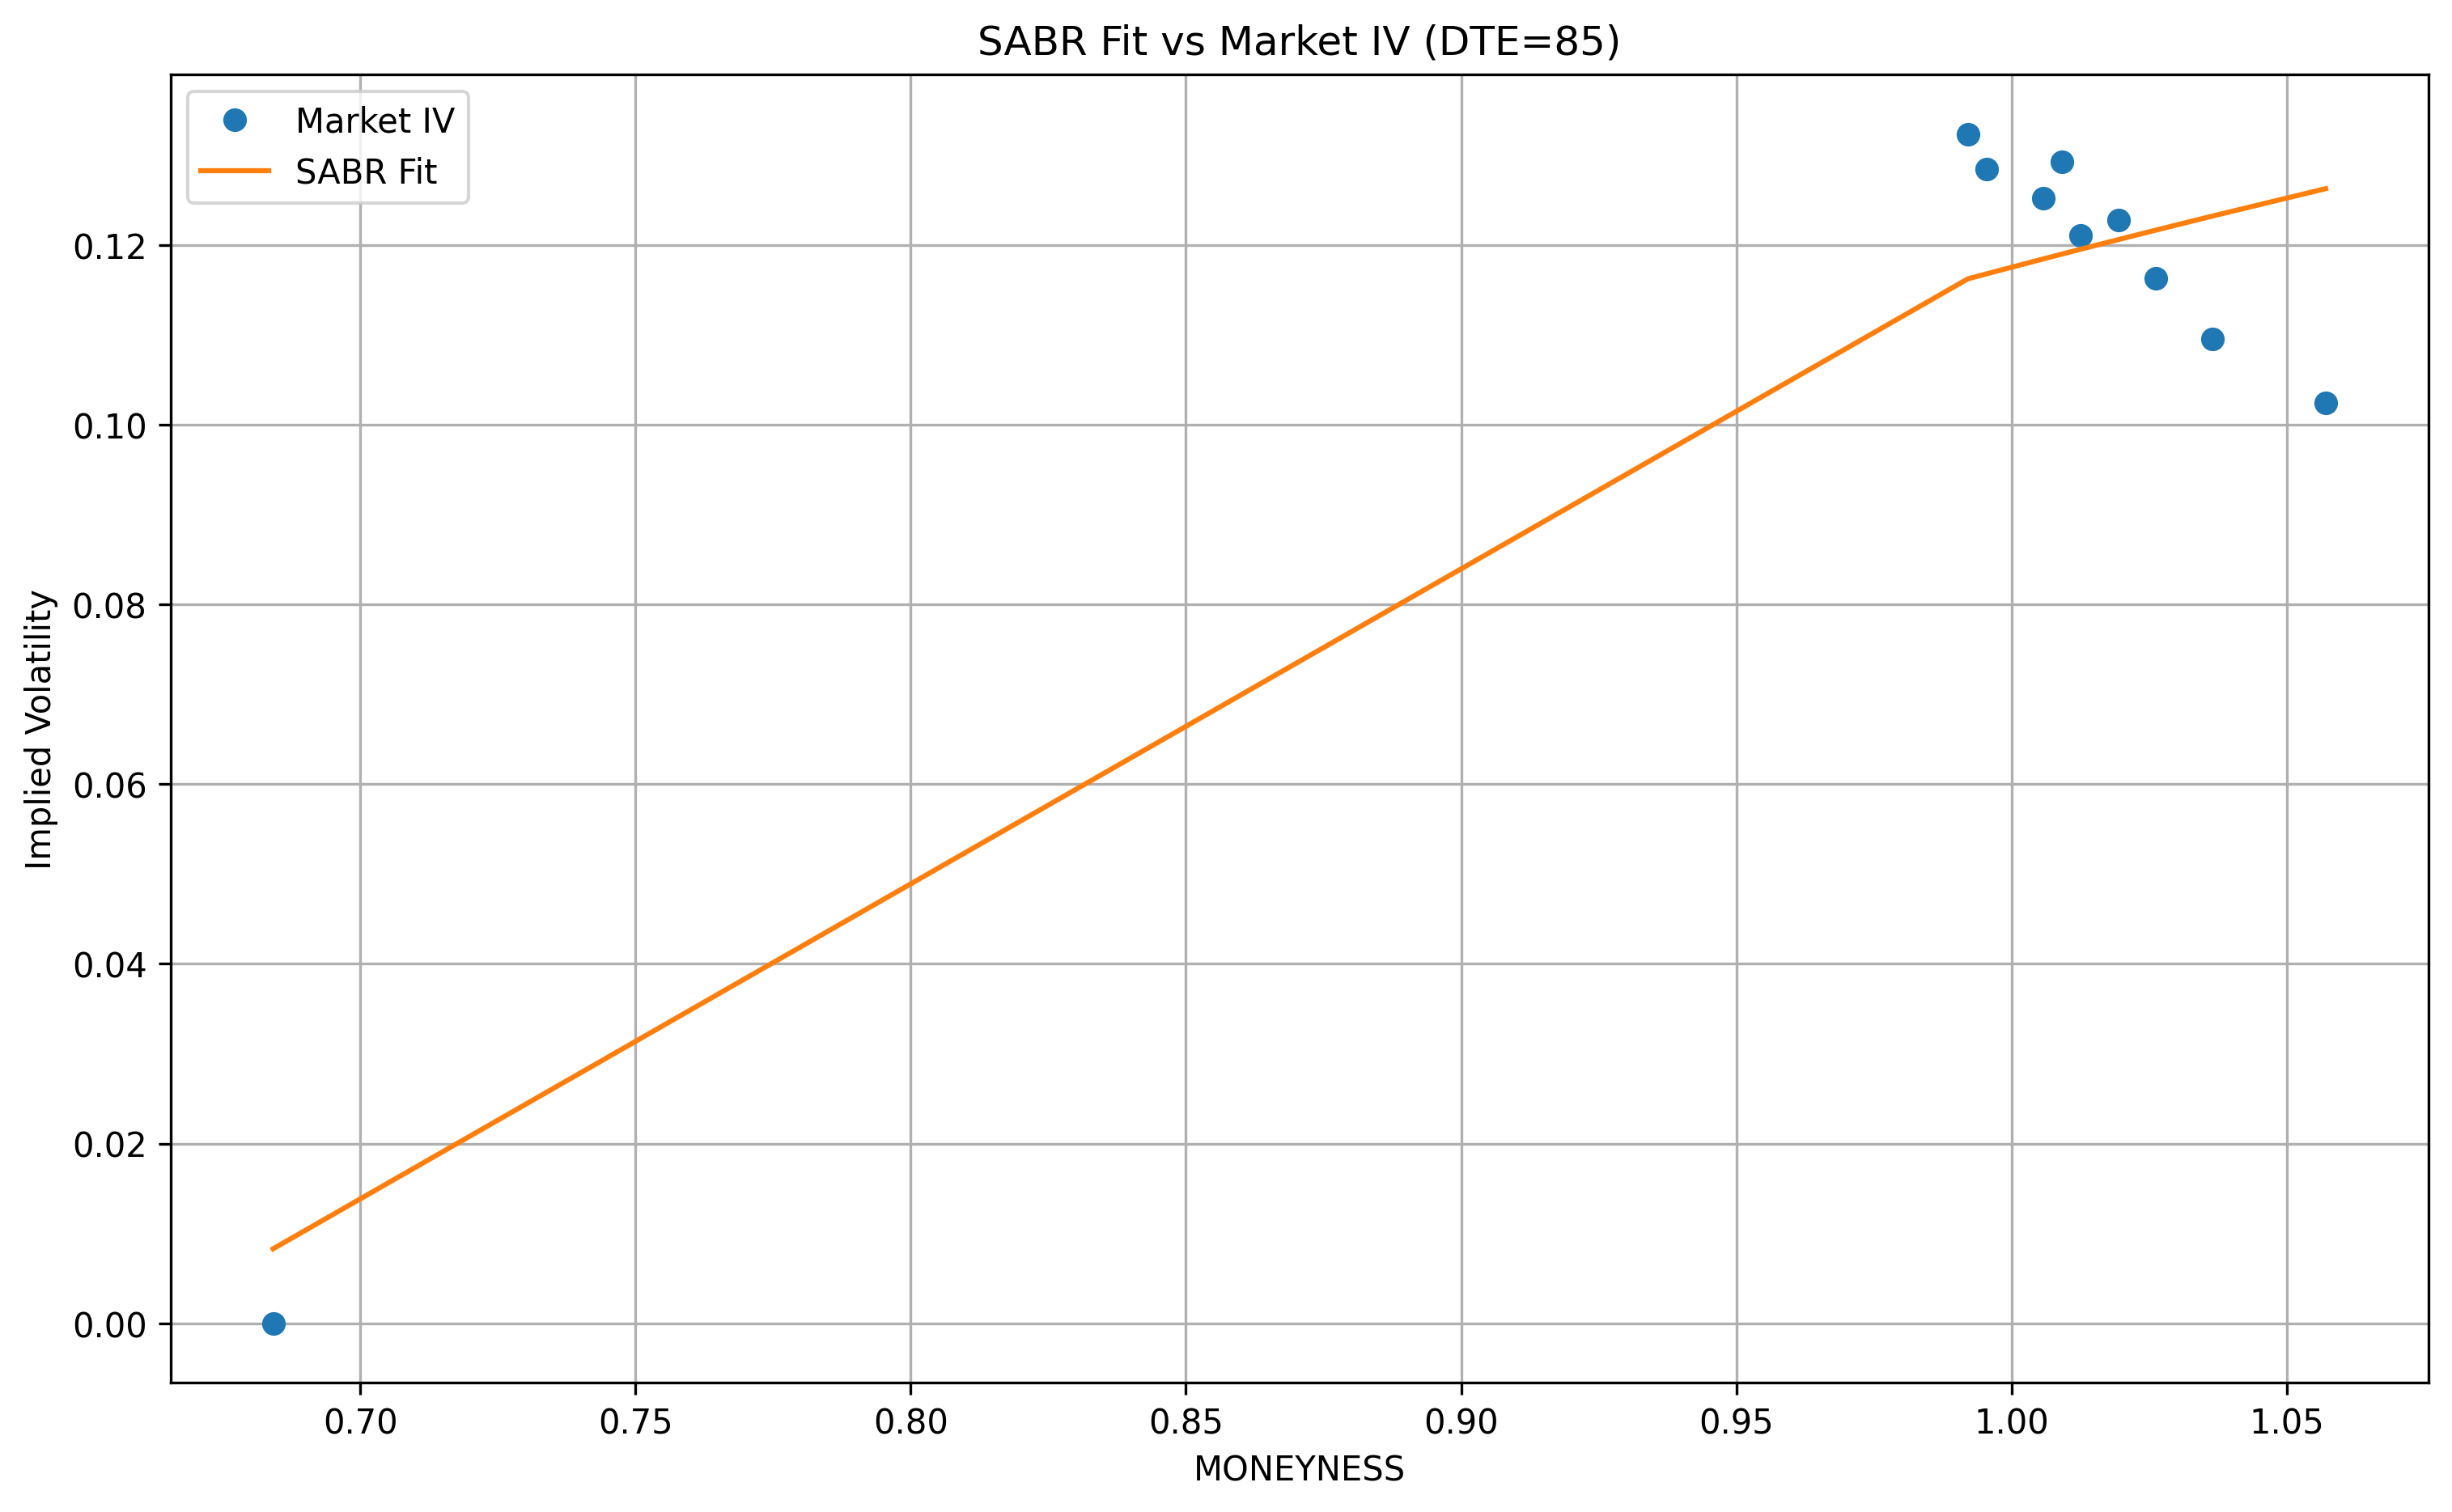 SABR Fit vs Market IV (DTE=85)
Market IV
SABR Fit
Implied Volatility
0.12
0.10
0.08
0.06
0.04
0.02
0.00
0.70 0.75 0.80 0.85 0.90 0.95 1.00 1.05
MONEYNESS